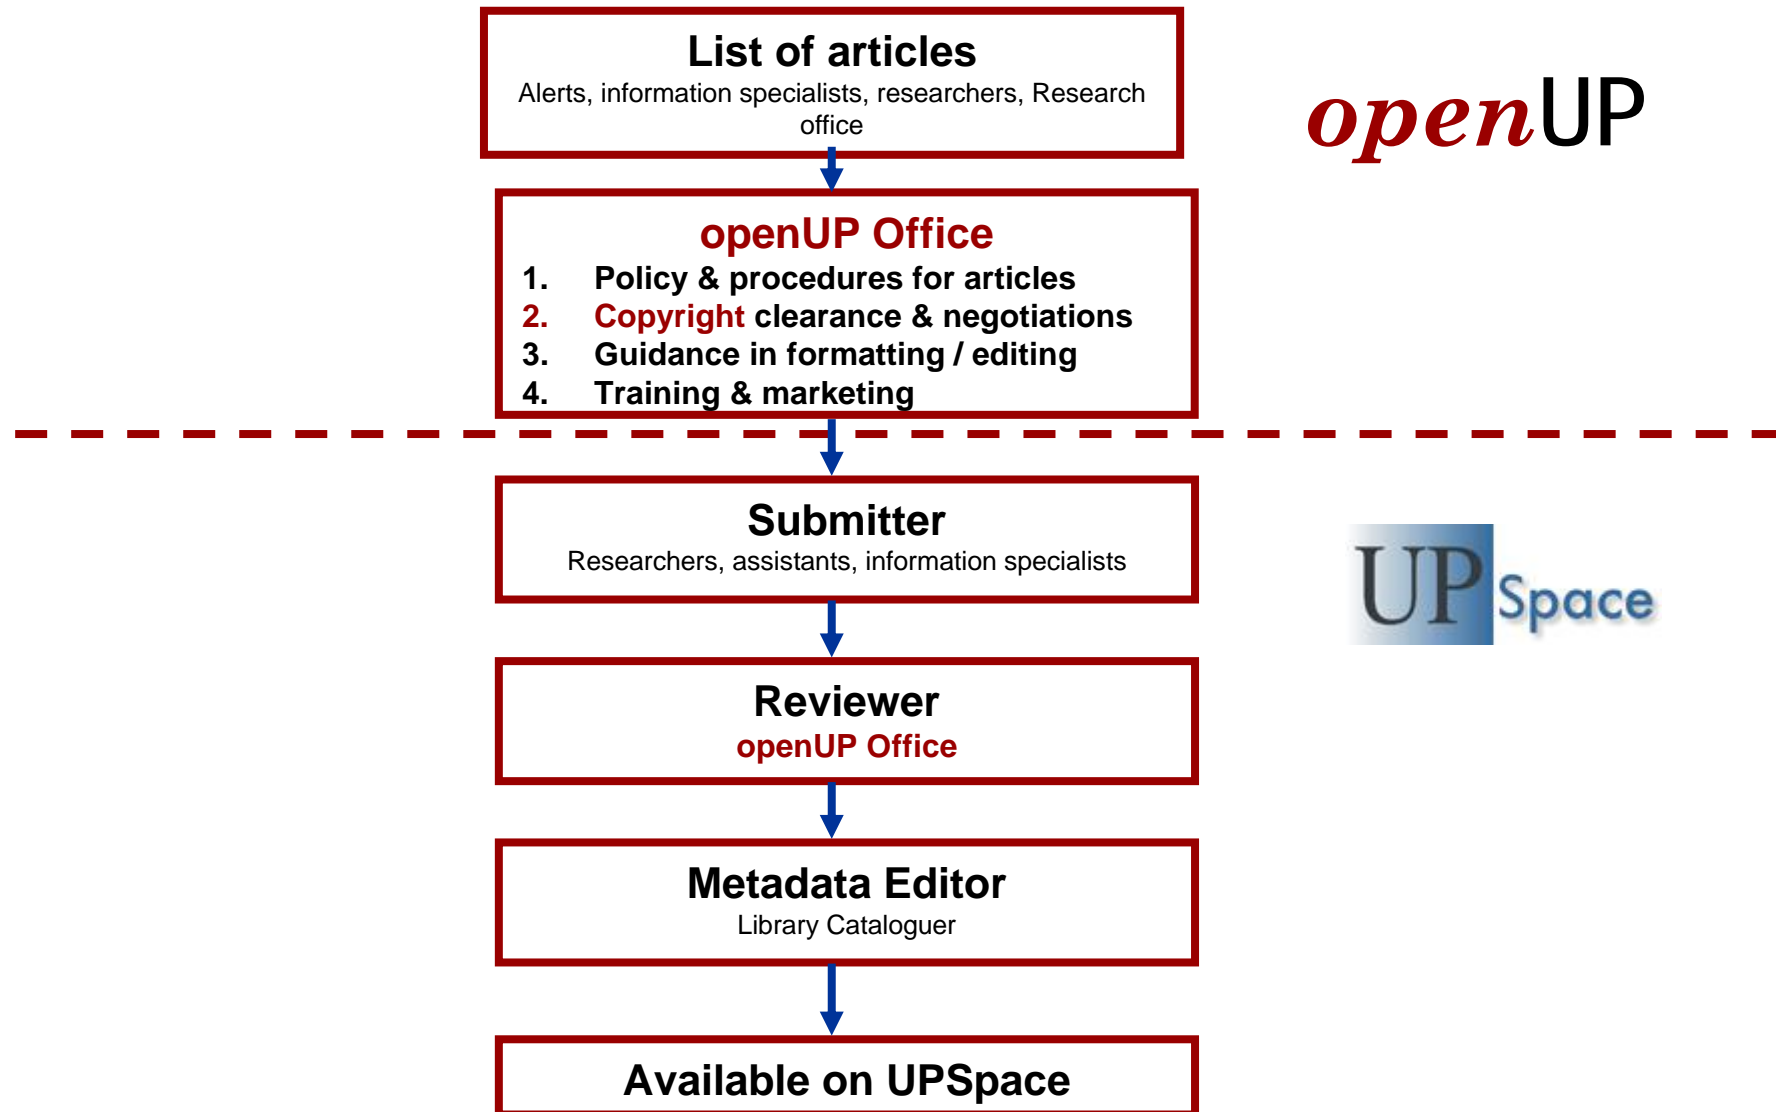 List of articles
Alerts, information specialists, researchers, Research
office
openUP
openUP Office
1. Policy & procedures for articles
2. Copyright clearance & negotiations
3. Guidance in formatting / editing
4. Training & marketing
Submitter
Researchers, assistants, information specialists
UP Space
Reviewer
openUP Office
Metadata Editor
Library Cataloguer
Available on UPSpace